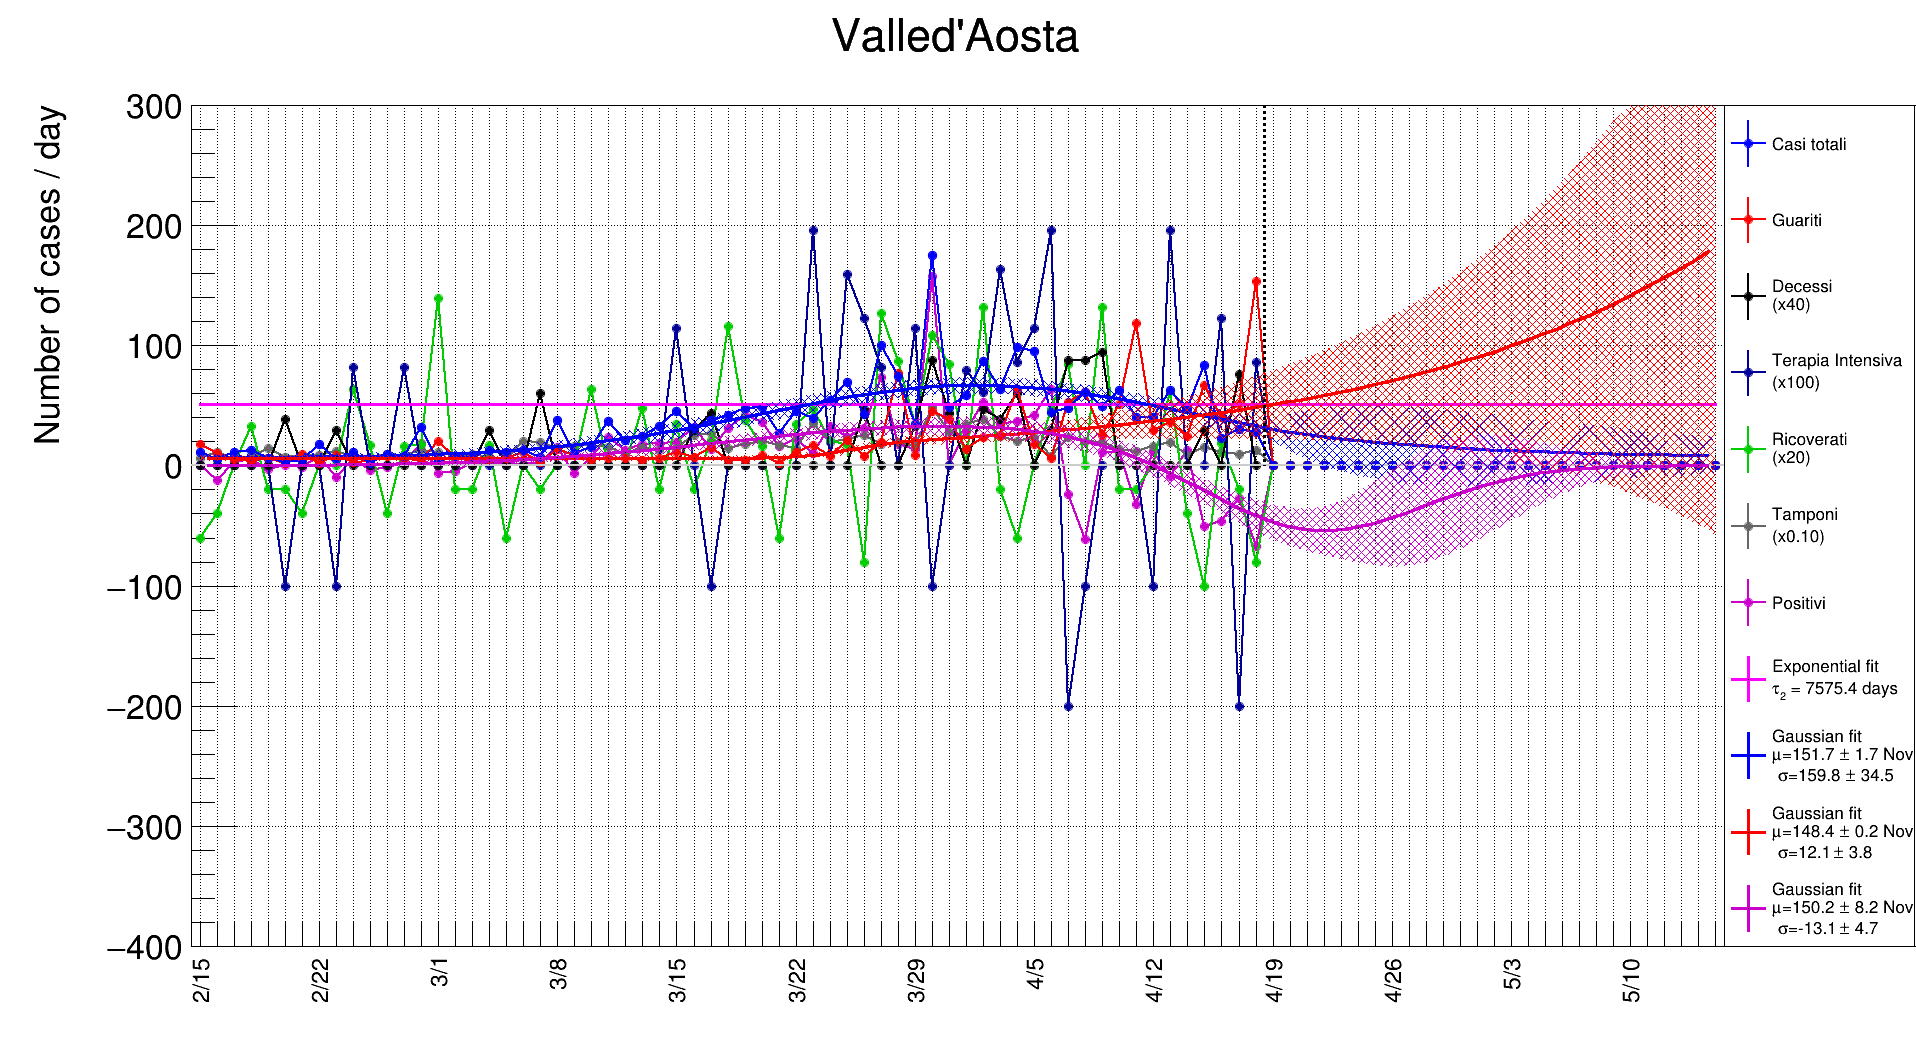 Valled'Aosta
Number of cases / day
300
200
100
0
−100
−200
−300
−400
2/15
2/22
3/1
3/8
3/15
3/22
3/29
4/5
4/12
4/19
4/26
5/3
5/10
Casi totali
Guariti
Decessi
(x40)
Terapia Intensiva
(x100)
Ricoverati
(x20)
Tamponi
(x0.10)
Positivi
Exponential fit
τ2 = 7575.4 days
Gaussian fit
μ=151.7 ± 1.7 Nov
σ=159.8 ± 34.5
Gaussian fit
μ=148.4 ± 0.2 Nov
σ=12.1 ± 3.8
Gaussian fit
μ=150.2 ± 8.2 Nov
σ=-13.1 ± 4.7